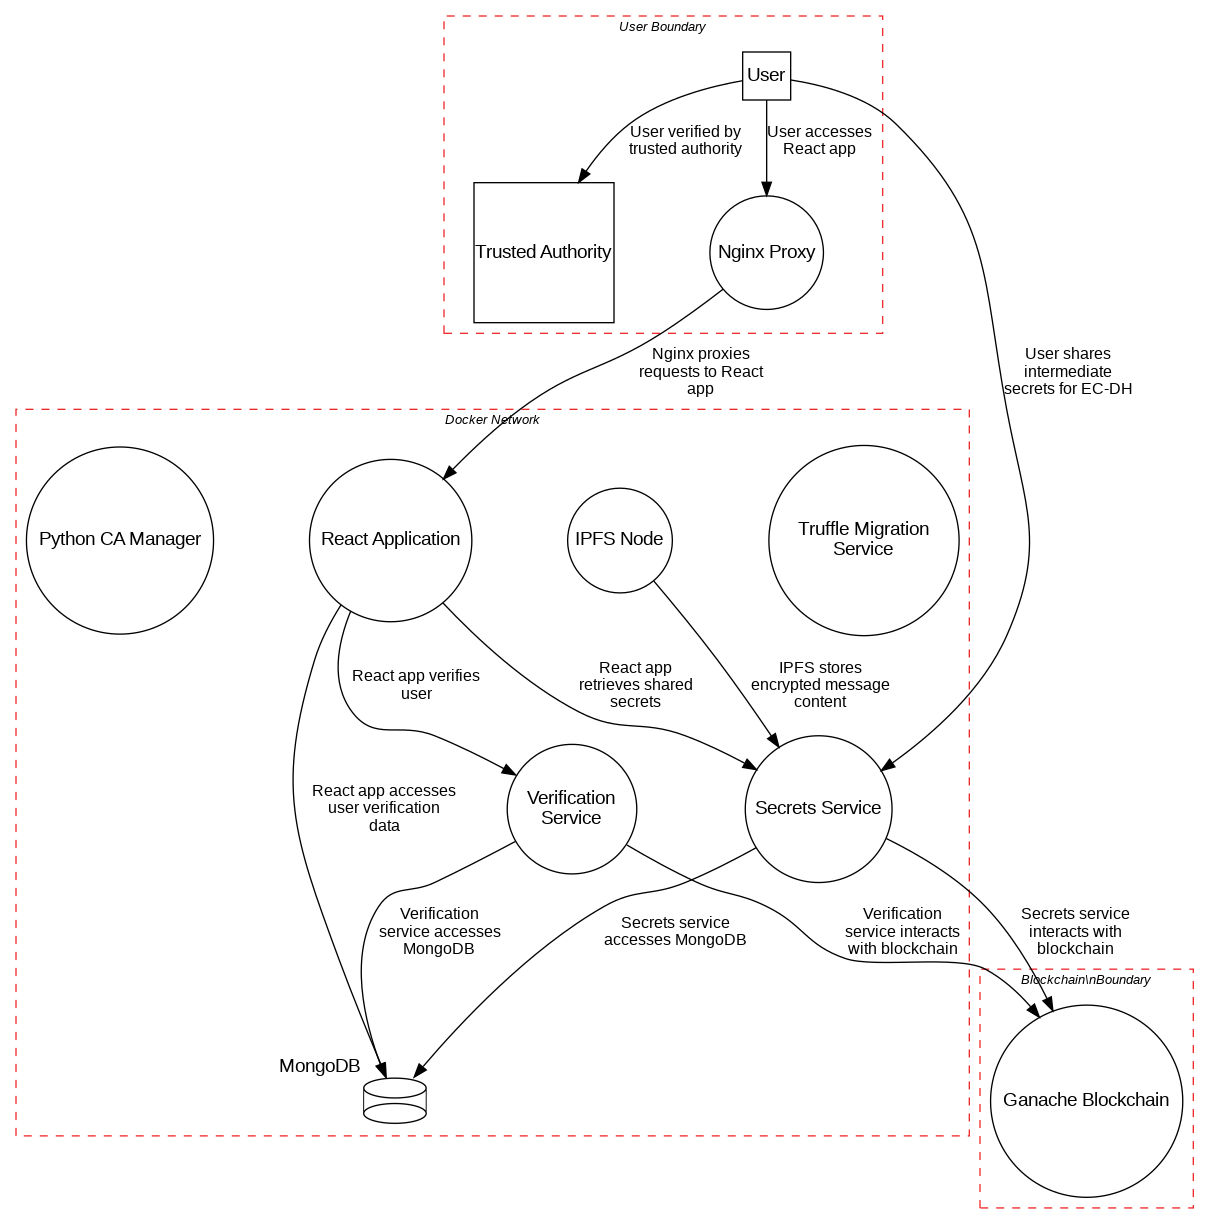 User Boundary
User
User verified by
trusted authority
User accesses
React app
Trusted Authority
Nginx Proxy
Nginx proxies
requests to React
app
User shares
intermediate
secrets for EC-DH
Docker Network
Python CA Manager
React Application
IPFS Node
Truffle Migration
Service
React app verifies
user
React app
retrieves shared
secrets
IPFS stores
encrypted message
content
React app accesses
user verification
data
Verification
Service
Secrets Service
Verification
service accesses
MongoDB
Secrets service
accesses MongoDB
Verification
service interacts
with blockchain
Secrets service
interacts with
blockchain
Blockchain\nBoundary
MongoDB
Ganache Blockchain